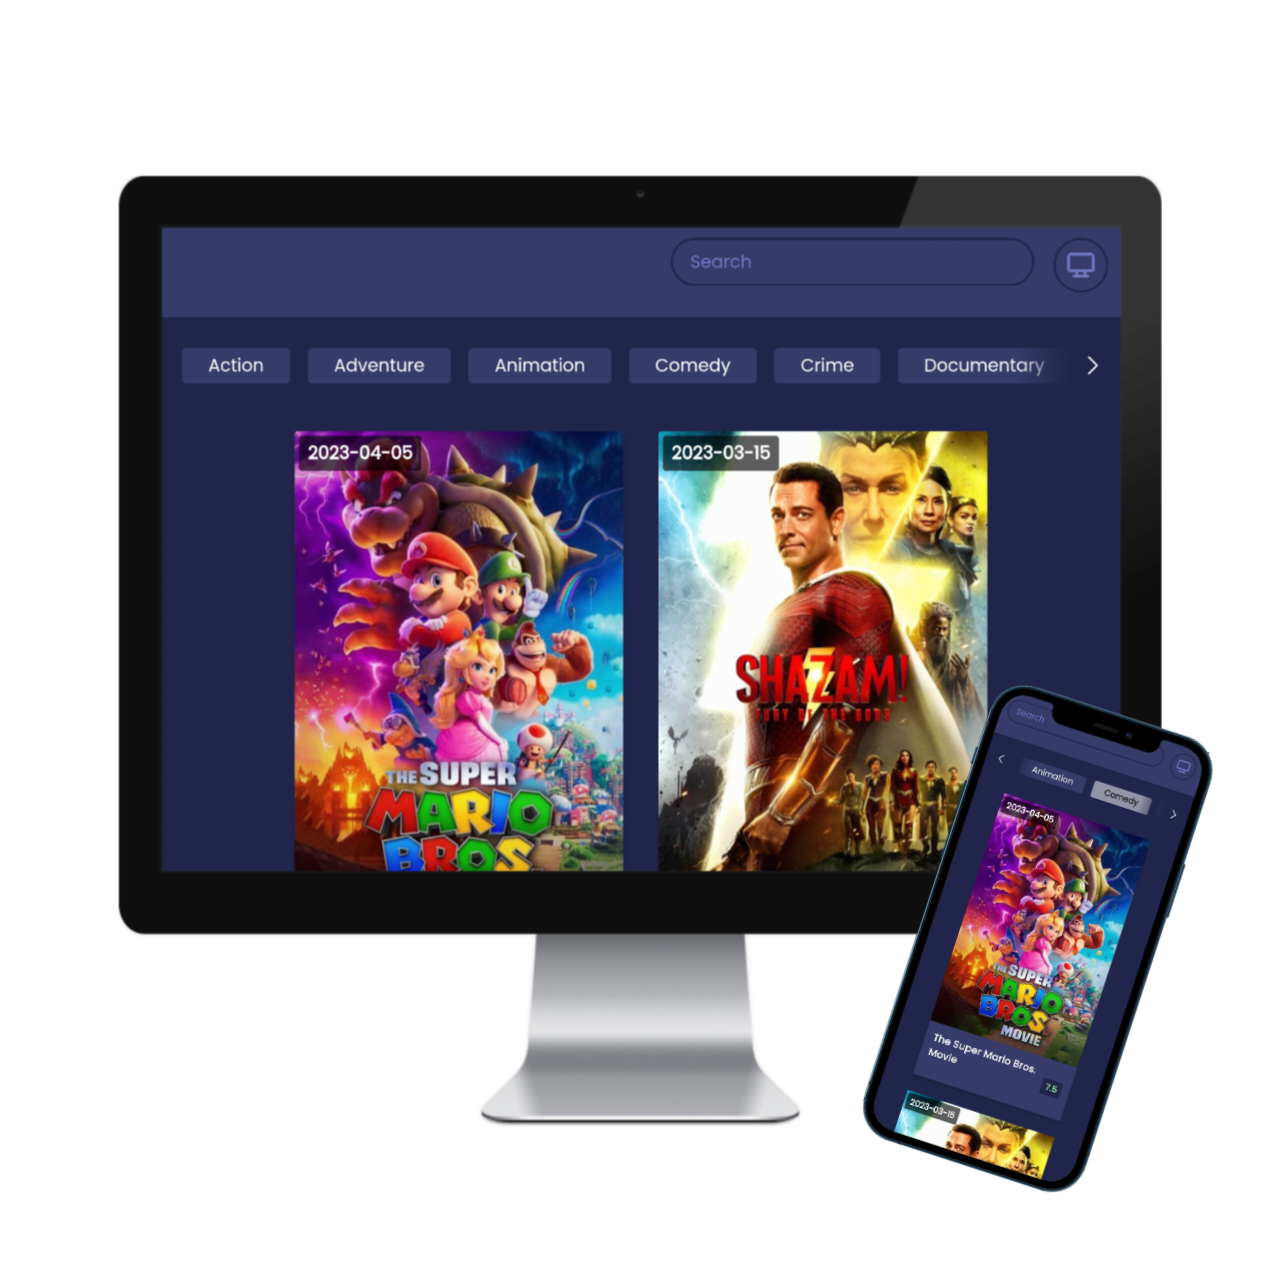 Search
Action
Adventure
Animation
Comedy
Crime
Documentary
2023-04-05
2023-03-15
THE SUPER
MARIO
BROS
SHAZAM!
FURY OF THE GODS
Search
Animation
Comedy
2023-04-05
THE SUPER
MARIO
BROS.
MOVIE
The Super Mario Bros.
Movie
7.5
2023-03-15